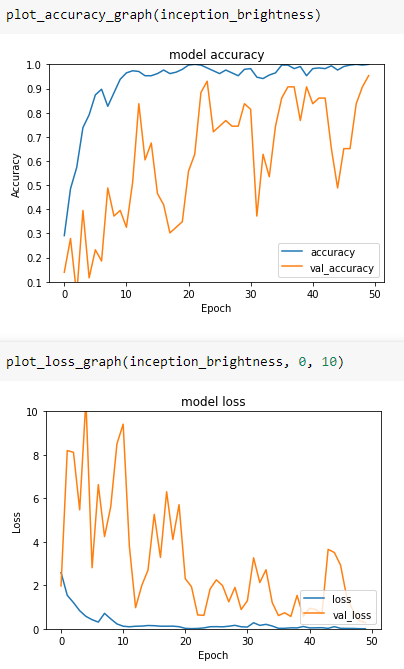 plot_accuracy_graph(inception_brightness)
model accuracy
1.0
0.9
0.8
0.7
0.6
0.5
0.4
0.3
0.2
0.1
Accuracy
accuracy
val_accuracy
0 10 20 30 40 50
Epoch
plot_loss_graph(inception_brightness, 0, 10)
model loss
10
8
6
4
2
0
Loss
loss
val_loss
0 10 20 30 40 50
Epoch